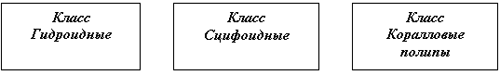 Класс
Гидроидные
Класс
Сцифоидные
Класс
Коралловые
полипы